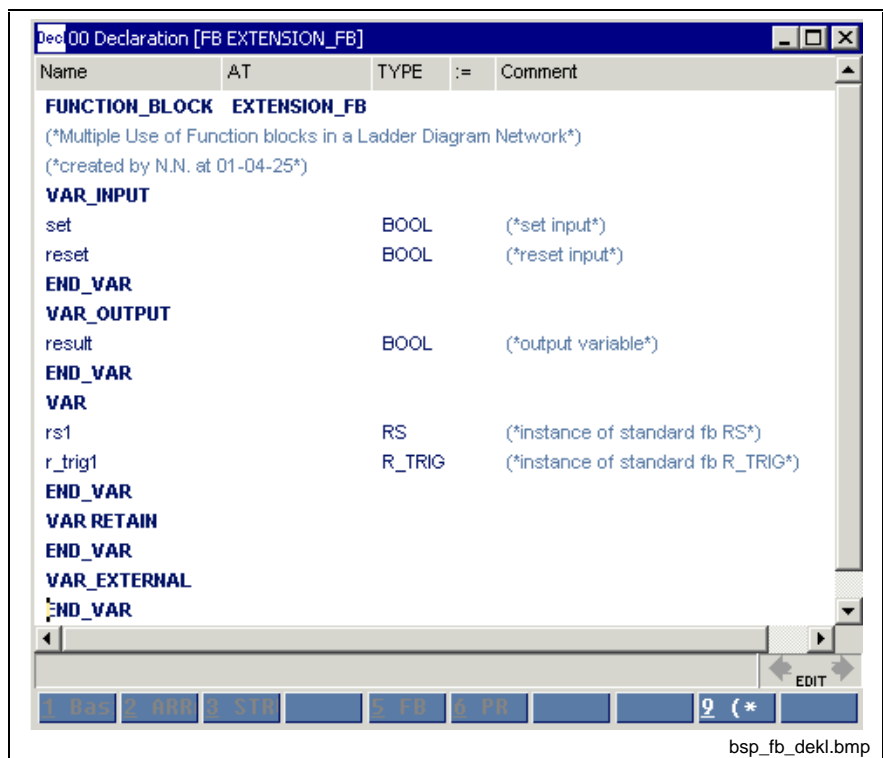 Decl 00 Declaration [FB EXTENSION_FB]
Name AT TYPE := Comment
FUNCTION_BLOCK EXTENSION_FB
(*Multiple Use of Function blocks in a Ladder Diagram Network*)
(*created by N.N. at 01-04-25*)
VAR_INPUT
set BOOL (*set input*)
reset BOOL (*reset input*)
END_VAR
VAR_OUTPUT
result BOOL (*output variable*)
END_VAR
VAR
rs1 RS (*instance of standard fb RS*)
r_trig1 R_TRIG (*instance of standard fb R_TRIG*)
END_VAR
VAR RETAIN
END_VAR
VAR_EXTERNAL
END_VAR
EDIT
1 Bas 2 ARR 3 STR 5 FB 6 PR 9 (*
bsp_fb_dekl.bmp